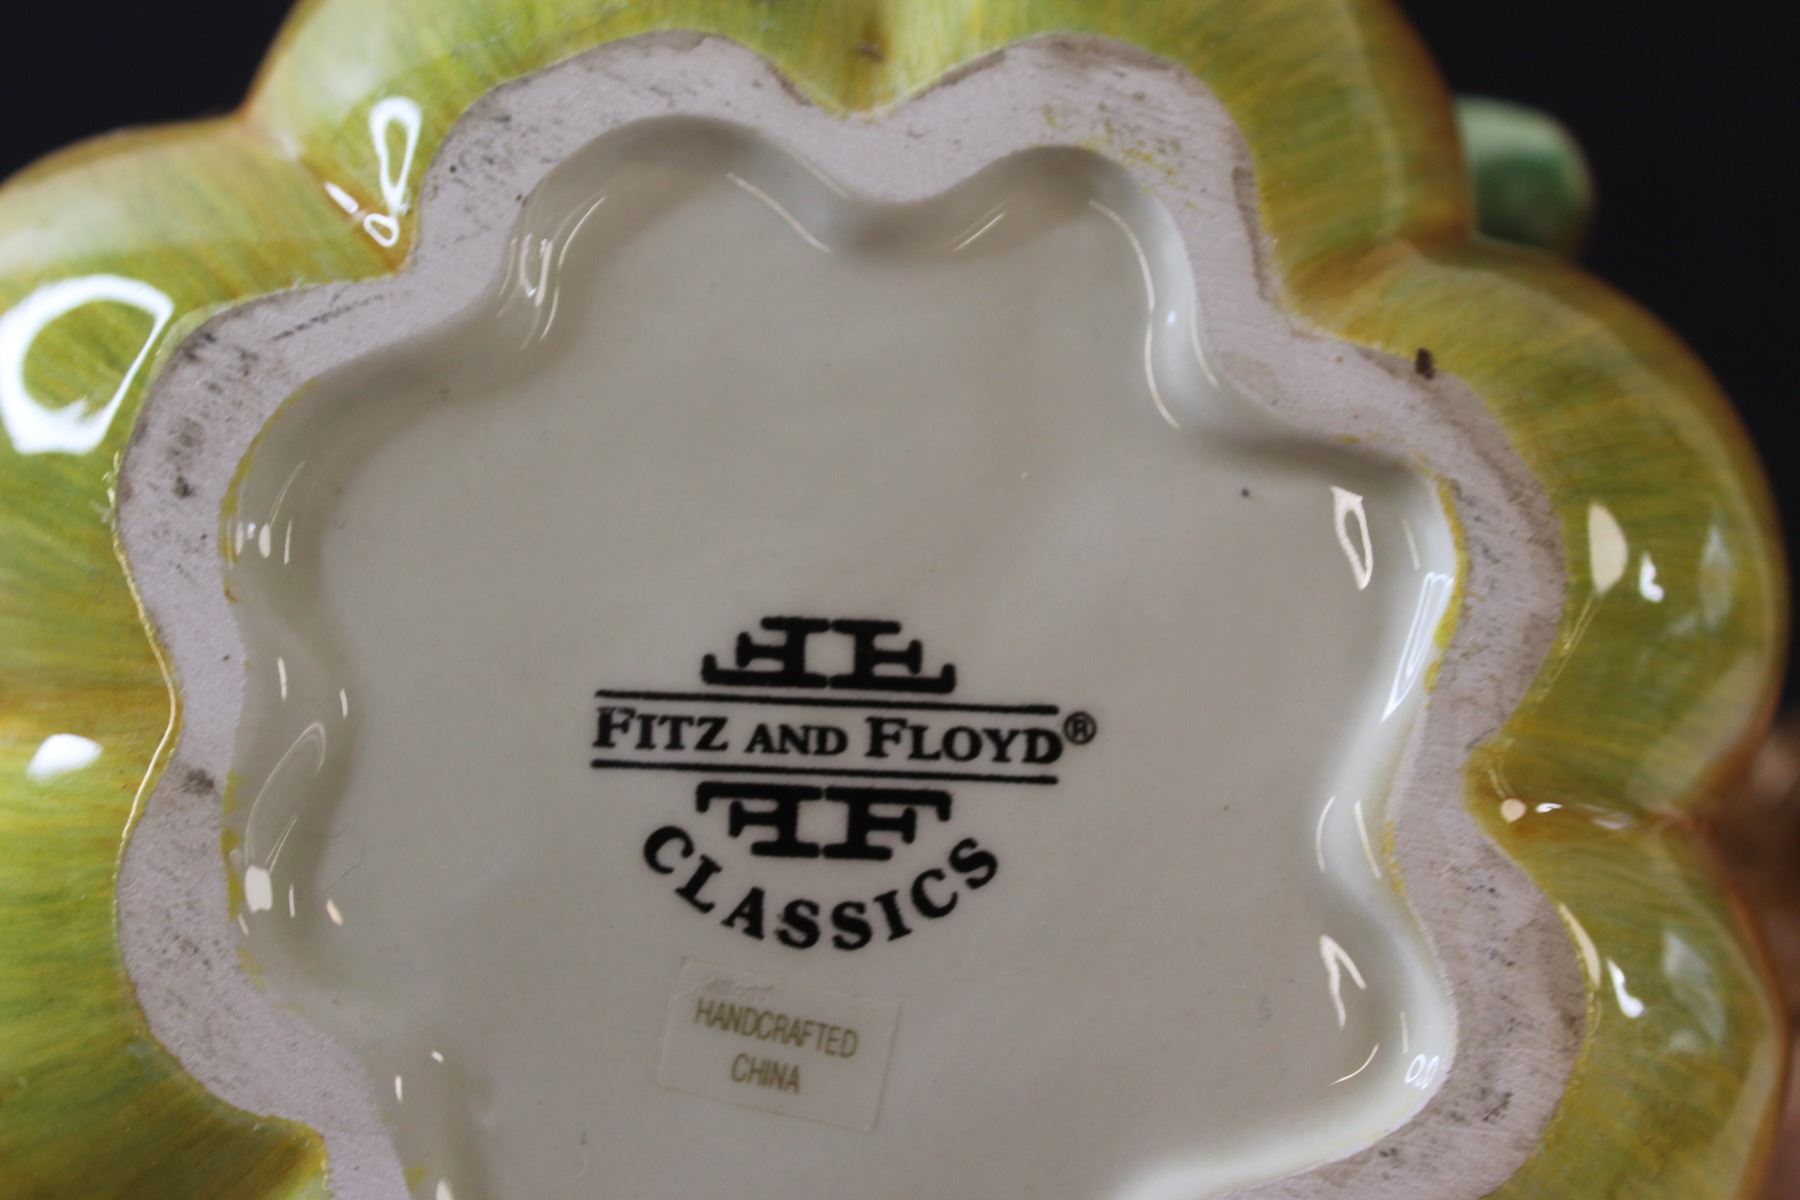 FITZ AND FLOYD®
CLASSICS
HANDCRAFTED
CHINA